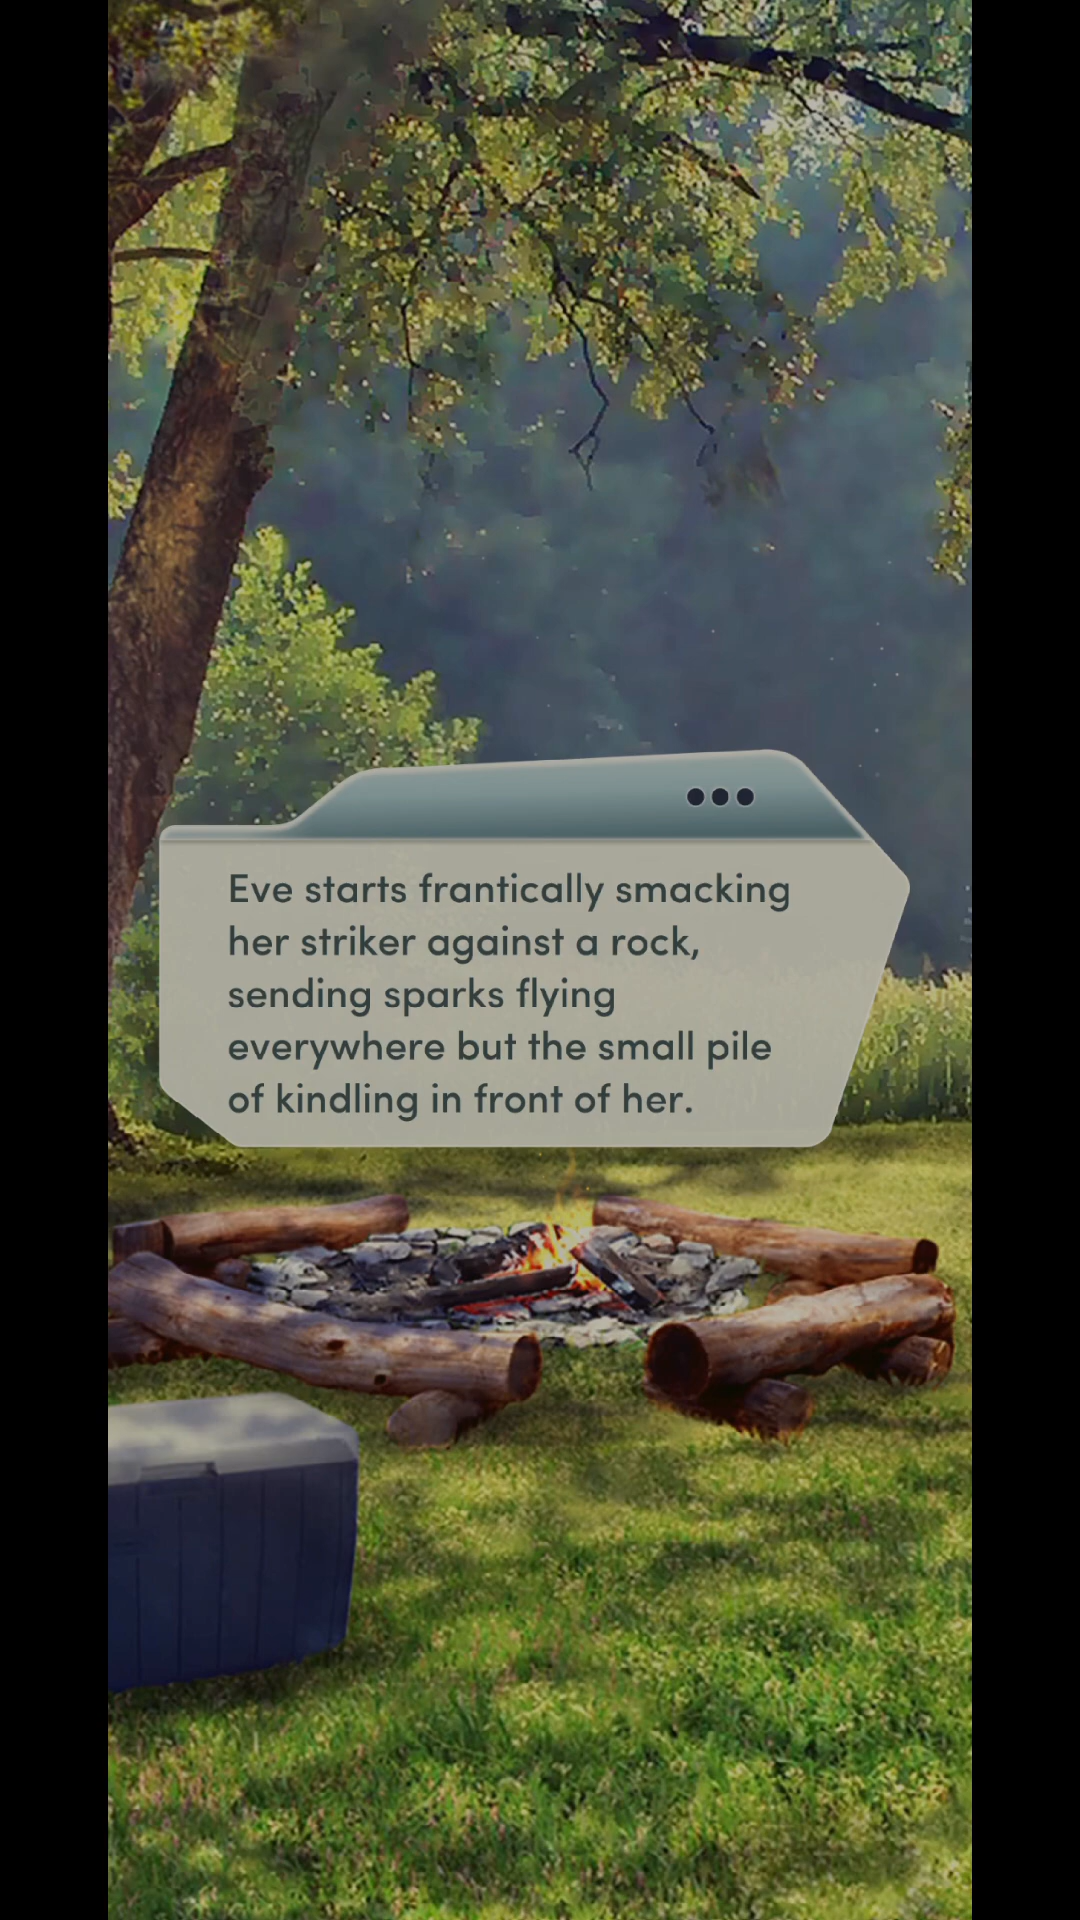 Eve starts frantically smacking
her striker against a rock,
sending sparks flying
everywhere but the small pile
of kindling in front of her.